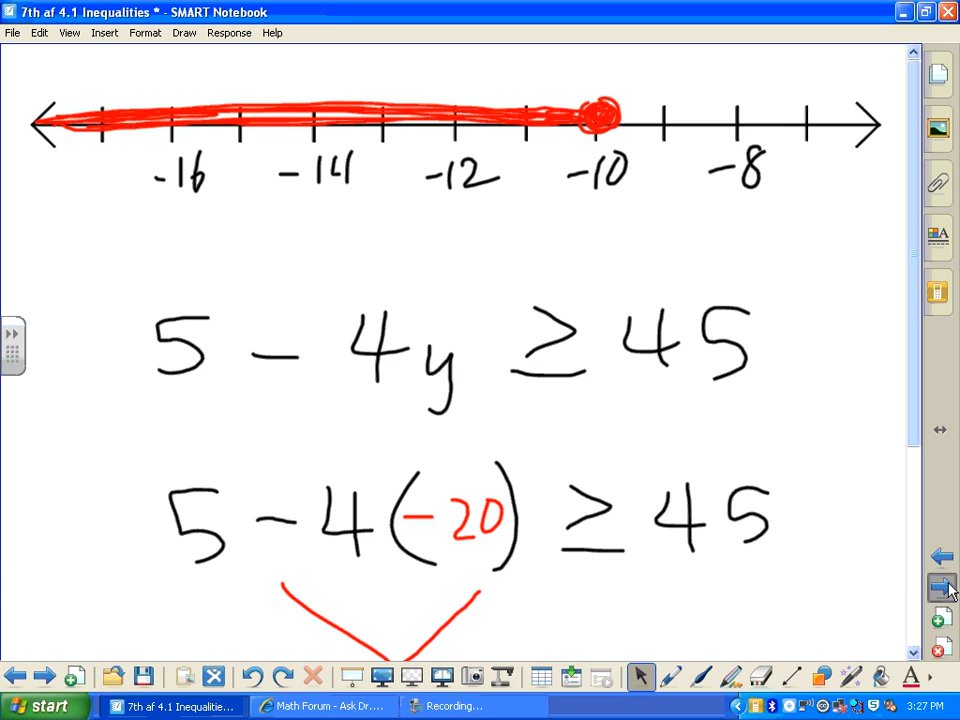 7th af 4.1 Inequalities * - SMART Notebook
File Edit View Insert Format Draw Response Help
-16 -14 -12 -10 -8
5 - 4y ≥ 45
5 - 4(-20) ≥ 45
start 7th af 4.1 Inequalitie... Math Forum - Ask Dr.... Recording... 3:27 PM